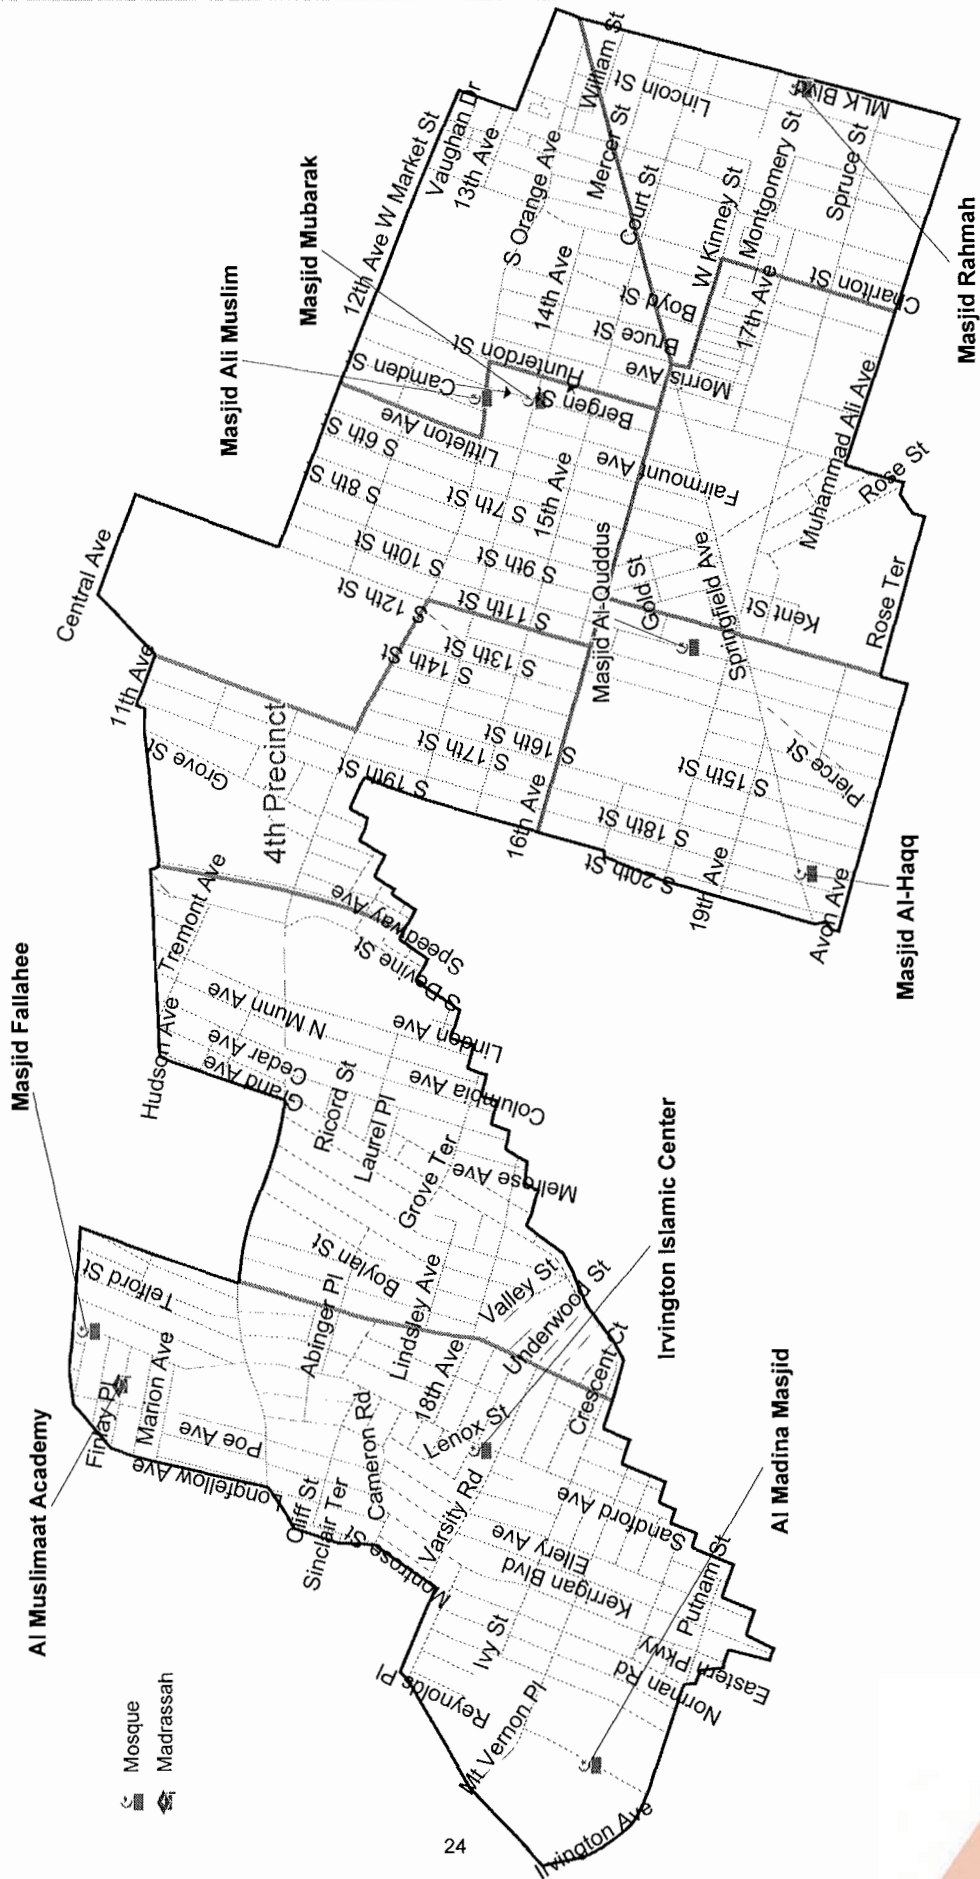 Al Muslimaat Academy
Masjid Fallahee
Masjid Ali Muslim
Masjid Mubarak
Masjid Al-Quddus
Masjid Rahmah
Masjid Al-Haqq
Irvington Islamic Center
Al Madina Masjid
Mosque
Madrassah
4th Precinct
Finlay Pl
Marion Ave
Telford St
Poe Ave
Longfellow Ave
Cliff St
Sinclair Ter
Cameron Rd
Montrose St
Varsity Rd
Abinger Pl
Boylan St
Lindsley Ave
18th Ave
Lenox St
Valley St
Underwood St
Crescent Ct
Sandford Ave
Ellery Ave
Kerrigan Blvd
Ivy St
Reynolds Pl
Mt Vernon Pl
Putnam St
Eastern Pkwy
Norman Rd
Irvington Ave
Hudson Ave
Tremont Ave
Grand Ave
Cedar Ave
N Munn Ave
Ricord St
Laurel Pl
Grove Ter
Melrose Ave
Columbia Ave
Linden Ave
S Devine St
Speedway Ave
Grove St
11th Ave
Central Ave
S 19th St
S 17th St
S 16th St
S 14th St
S 13th St
S 12th St
S 11th St
S 10th St
S 9th St
S 8th St
S 7th St
S 6th St
Littleton Ave
Camden St
Hunterdon St
Bergen St
12th Ave
W Market St
Vaughan Dr
13th Ave
S Orange Ave
14th Ave
15th Ave
16th Ave
William St
Mercer St
Court St
Lincoln St
MLK Blvd
W Kinney St
Montgomery St
Spruce St
Charlton St
17th Ave
Boyd St
Bruce St
Morris Ave
Fairmount Ave
Muhammad Ali Ave
Rose St
Rose Ter
Kent St
Gold St
Springfield Ave
S 15th St
Pierce St
S 18th St
S 20th St
19th Ave
Avon Ave
24